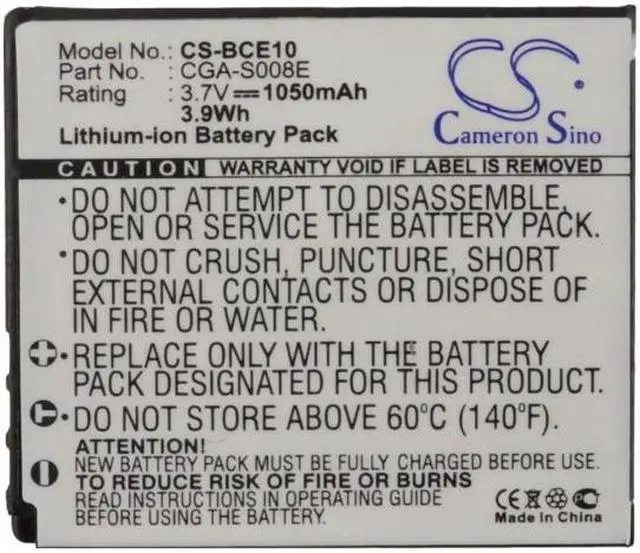 Model No.: CS-BCE10
Part No.: CGA-S008E
Rating: 3.7V 1050mAh
3.9Wh
Lithium-ion Battery Pack
CS
Cameron Sino
CAUTION WARRANTY VOID IF LABEL IS REMOVED
·DO NOT ATTEMPT TO DISASSEMBLE,
OPEN OR SERVICE THE BATTERY PACK.
·DO NOT CRUSH, PUNCTURE, SHORT
EXTERNAL CONTACTS OR DISPOSE OF
IN FIRE OR WATER.
·REPLACE ONLY WITH THE BATTERY
PACK DESIGNATED FOR THIS PRODUCT.
·DO NOT STORE ABOVE 60°C (140°F).
ATTENTION!
NEW BATTERY PACK MUST BE FULLY CHARGED BEFORE USE.
TO REDUCE RISK OF FIRE OR BURNS
READ INSTRUCTIONS IN OPERATING GUIDE
BEFORE BATTERY USE.
CE
Made in China